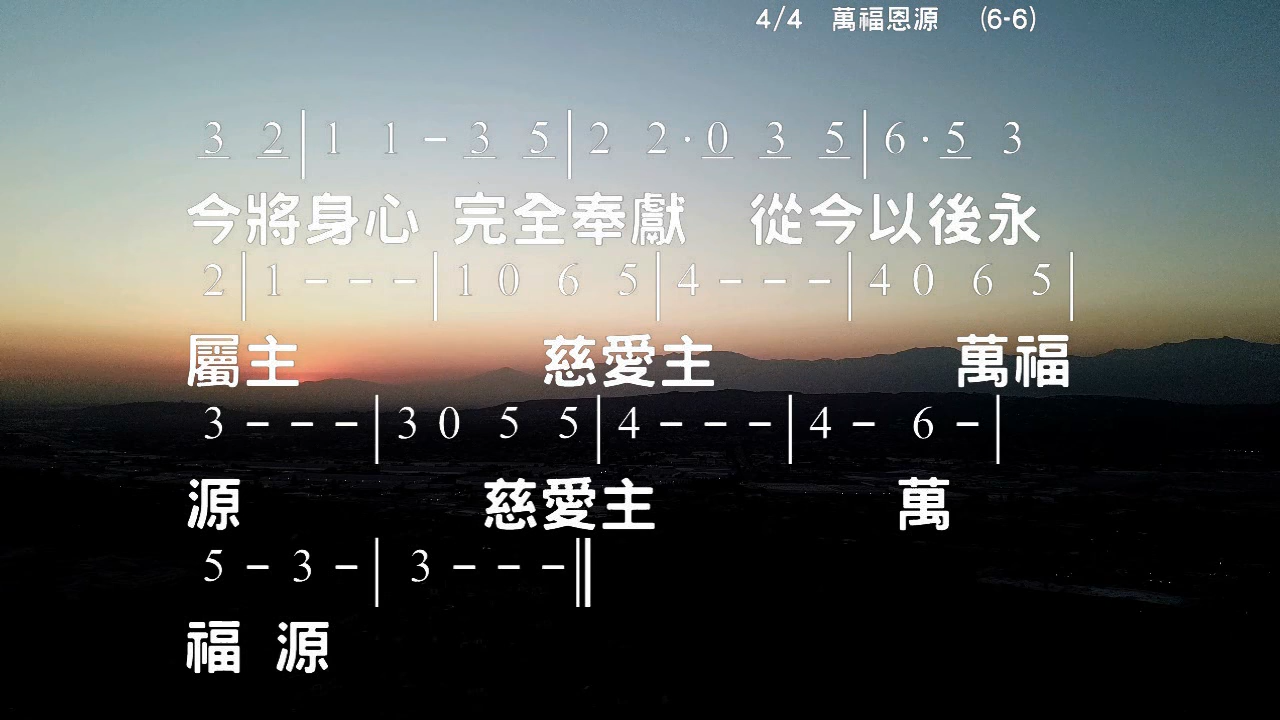 4/4 萬福恩源 (6-6)
3 2|1 1 - 3 5|2 2·0 3 5|6·5 3
今將身心 完全奉獻 從今以後永
2|1 - - -|1 0 6 5|4 - - -|4 0 6 5|
屬主 慈愛主 萬福
3 - - -|3 0 5 5|4 - - -|4 - 6 -|
源 慈愛主 萬
5 - 3 -|3 - - -||
福 源